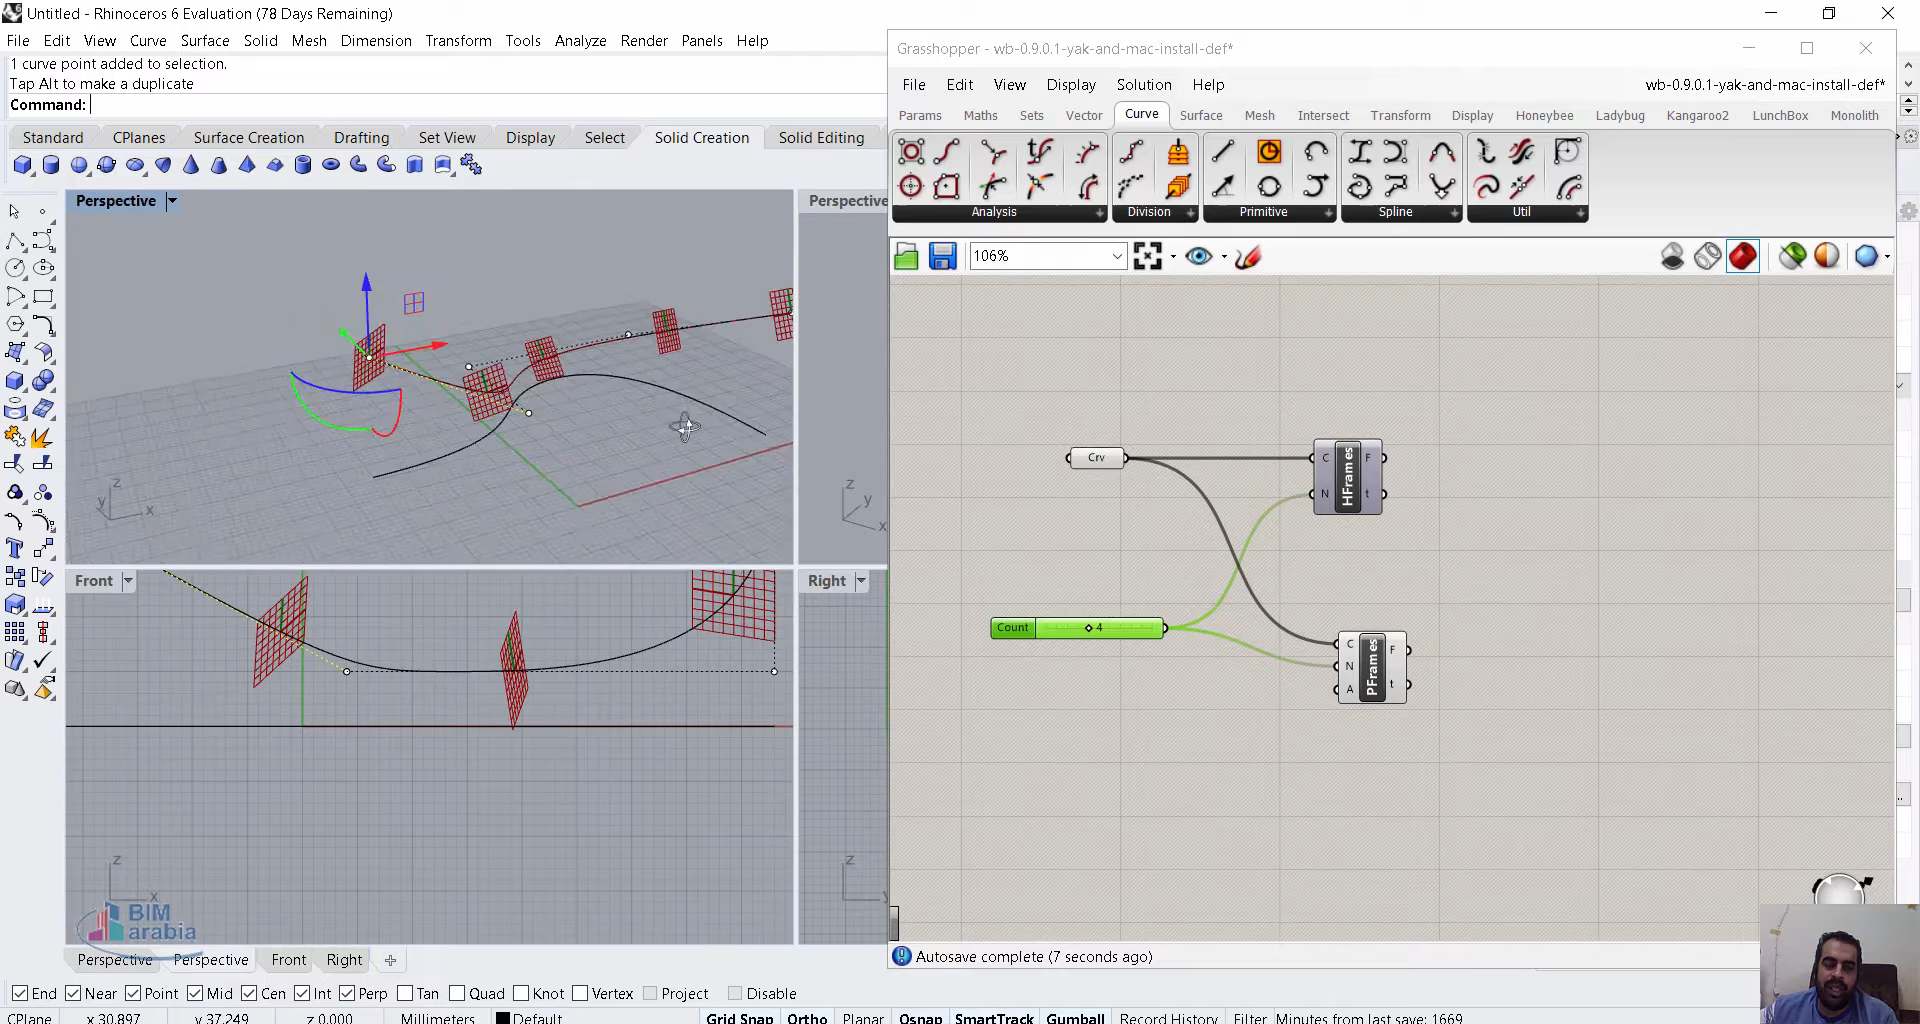 Untitled - Rhinoceros 6 Evaluation (78 Days Remaining)
File Edit View Curve Surface Solid Mesh Dimension Transform Tools Analyze Render Panels Help
1 curve point added to selection.
Tap Alt to make a duplicate
Command:
Standard CPlanes Surface Creation Drafting Set View Display Select Solid Creation Solid Editing
Perspective
Perspective
z
y
x
z
y
x
Front
Right
z
x
z
BIM
arabia
Perspective Perspective Front Right
End Near Point Mid Cen Int Perp Tan Quad Knot Vertex Project Disable
CPlane x 30.897 y 37.249 z 0.000 Millimeters Default Grid Snap Ortho Planar Osnap SmartTrack Gumball Record History Filter Minutes from last save: 1669
Grasshopper - wb-0.9.0.1-yak-and-mac-install-def*
File Edit View Display Solution Help
wb-0.9.0.1-yak-and-mac-install-def*
Params Maths Sets Vector Curve Surface Mesh Intersect Transform Display Honeybee Ladybug Kangaroo2 LunchBox Monolith
Analysis Division Primitive Spline Util
106%
Crv
C HFrames F
N t
Count 4
C PFrames F
N
A t
Autosave complete (7 seconds ago)